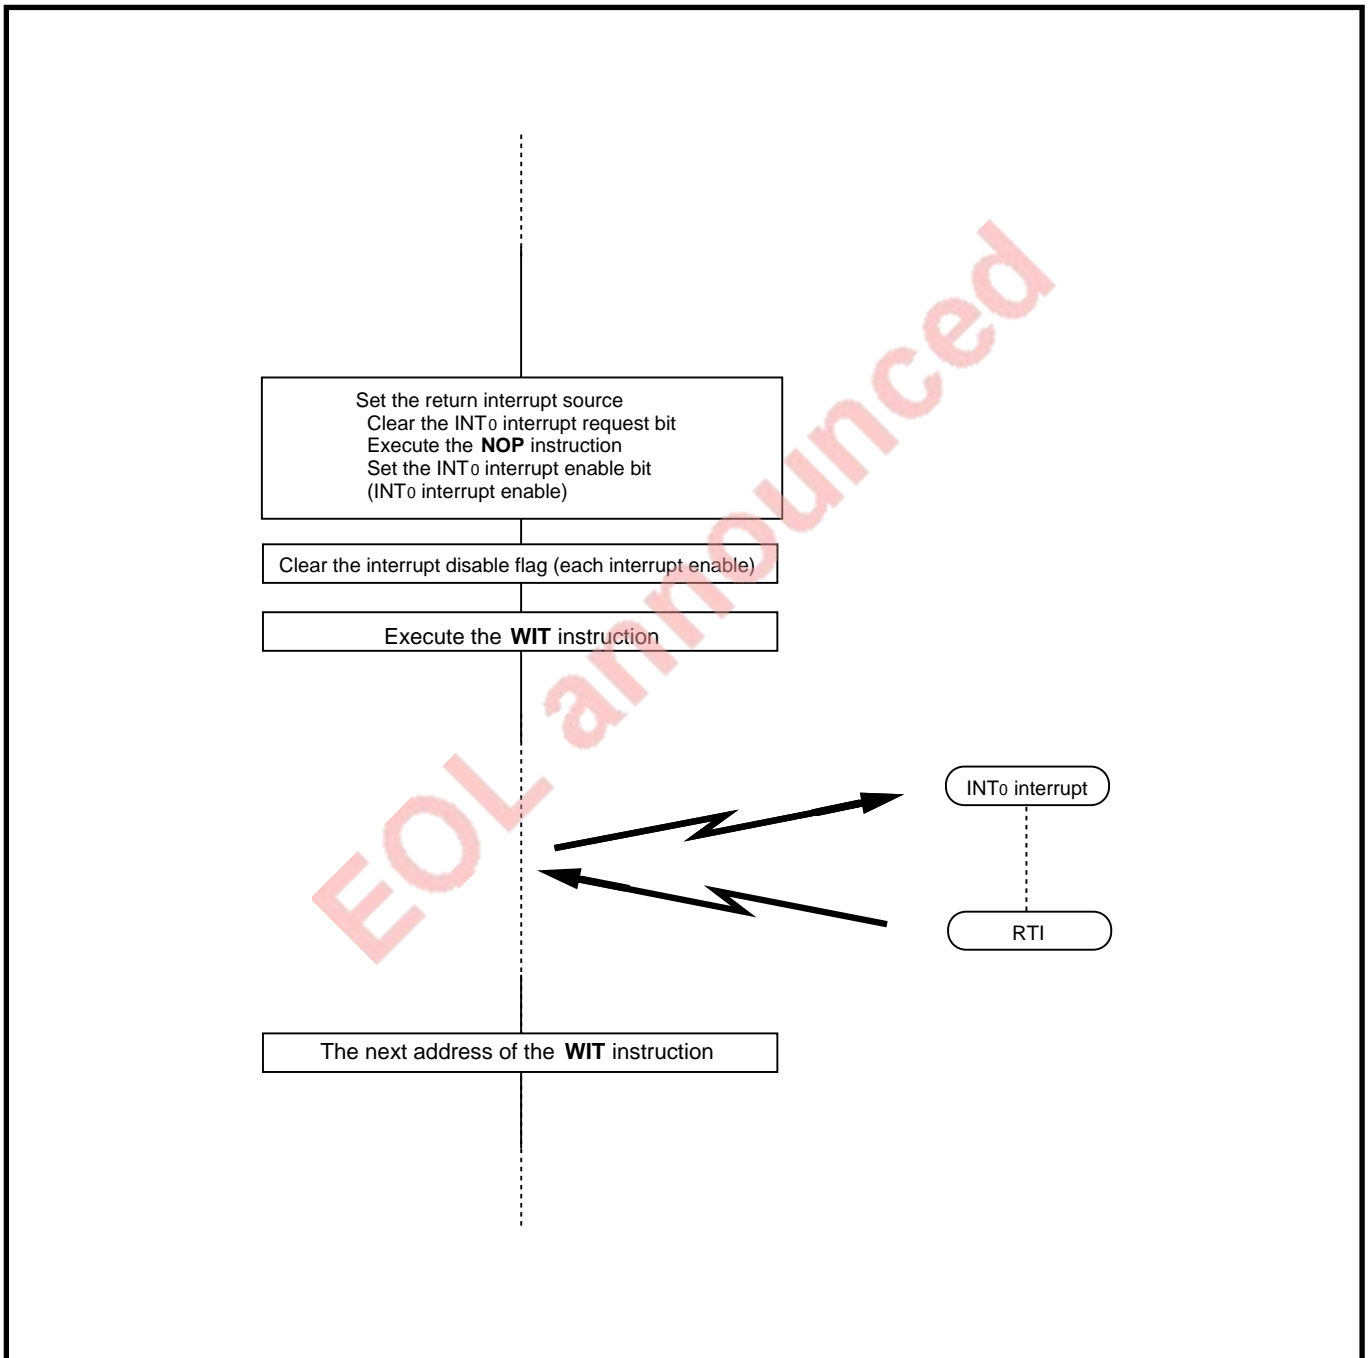 Set the return interrupt source
Clear the INT0 interrupt request bit
Execute the NOP instruction
Set the INT0 interrupt enable bit
(INT0 interrupt enable)
Clear the interrupt disable flag (each interrupt enable)
Execute the WIT instruction
INT0 interrupt
RTI
The next address of the WIT instruction
EOL announced